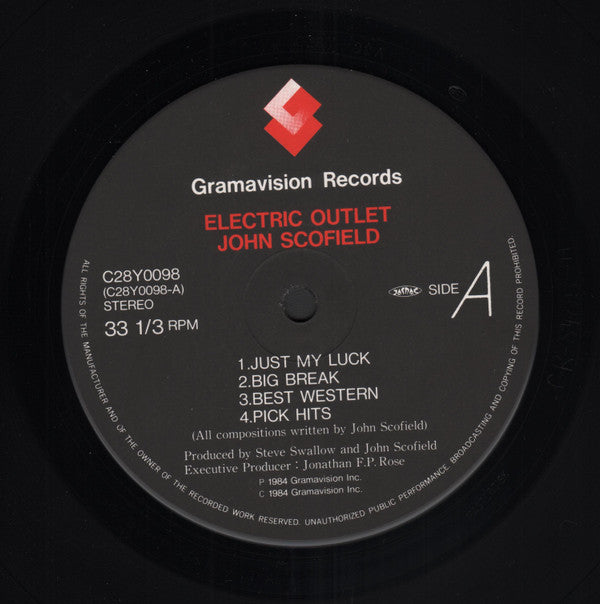 Gramavision Records
ELECTRIC OUTLET
JOHN SCOFIELD
C28Y0098
(C28Y0098-A)
STEREO
33 1/3 RPM
JASRAC
SIDE A
1.JUST MY LUCK
2.BIG BREAK
3.BEST WESTERN
4.PICK HITS
(All compositions written by John Scofield)
Produced by Steve Swallow and John Scofield
Executive Producer : Jonathan F.P. Rose
P 1984 Gramavision Inc.
C 1984 Gramavision Inc.
ALL RIGHTS OF THE MANUFACTURER AND OF THE OWNER OF THE RECORDED WORK RESERVED. UNAUTHORIZED PUBLIC PERFORMANCE BROADCASTING AND COPYING OF THIS RECORD PROHIBITED.